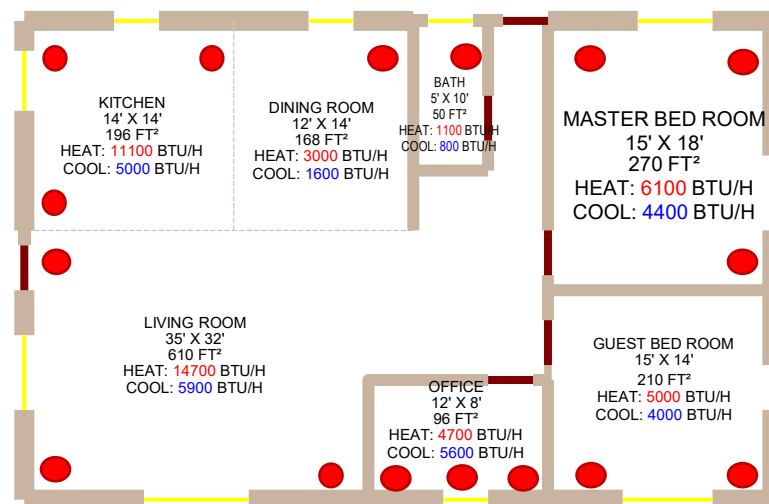 KITCHEN
14' X 14'
196 FT²
HEAT: 11100 BTU/H
COOL: 5000 BTU/H
DINING ROOM
12' X 14'
168 FT²
HEAT: 3000 BTU/H
COOL: 1600 BTU/H
BATH
5' X 10'
50 FT²
HEAT: 1100 BTU/H
COOL: 800 BTU/H
MASTER BED ROOM
15' X 18'
270 FT²
HEAT: 6100 BTU/H
COOL: 4400 BTU/H
LIVING ROOM
35' X 32'
610 FT²
HEAT: 14700 BTU/H
COOL: 5900 BTU/H
OFFICE
12' X 8'
96 FT²
HEAT: 4700 BTU/H
COOL: 5600 BTU/H
GUEST BED ROOM
15' X 14'
210 FT²
HEAT: 5000 BTU/H
COOL: 4000 BTU/H